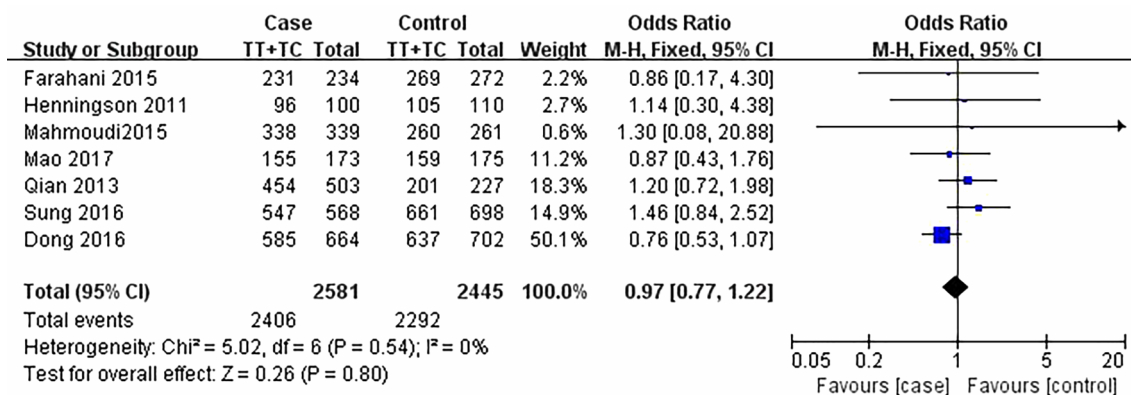 Case Control Odds Ratio Odds Ratio
Study or Subgroup TT+TC Total TT+TC Total Weight M-H, Fixed, 95% CI M-H, Fixed, 95% CI
Farahani 2015 231 234 269 272 2.2% 0.86 [0.17, 4.30]
Henningson 2011 96 100 105 110 2.7% 1.14 [0.30, 4.38]
Mahmoudi2015 338 339 260 261 0.6% 1.30 [0.08, 20.88]
Mao 2017 155 173 159 175 11.2% 0.87 [0.43, 1.76]
Qian 2013 454 503 201 227 18.3% 1.20 [0.72, 1.98]
Sung 2016 547 568 661 698 14.9% 1.46 [0.84, 2.52]
Dong 2016 585 664 637 702 50.1% 0.76 [0.53, 1.07]
Total (95% CI) 2581 2445 100.0% 0.97 [0.77, 1.22]
Total events 2406 2292
Heterogeneity: Chi² = 5.02, df = 6 (P = 0.54); I² = 0%
Test for overall effect: Z = 0.26 (P = 0.80)
0.05 0.2 1 5 20
Favours [case] Favours [control]